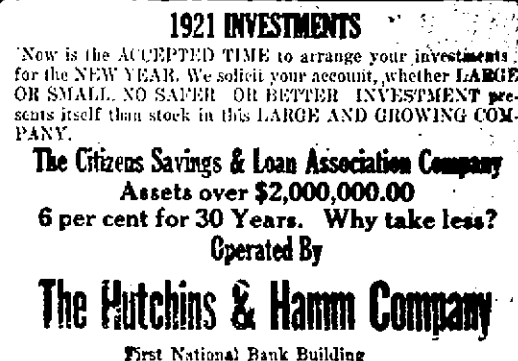 1921 INVESTMENTS
Now is the ACCEPTED TIME to arrange your investments
for the NEW YEAR. We solicit your account, whether LARGE
OR SMALL. NO SAFER OR BETTER INVESTMENT pre-
sents itself than stock in this LARGE AND GROWING COM-
PANY.
The Citizens Savings & Loan Association Company
Assets over $2,000,000.00
6 per cent for 30 Years. Why take less?
Operated By
The Hutchins & Hamm Company
First National Bank Building